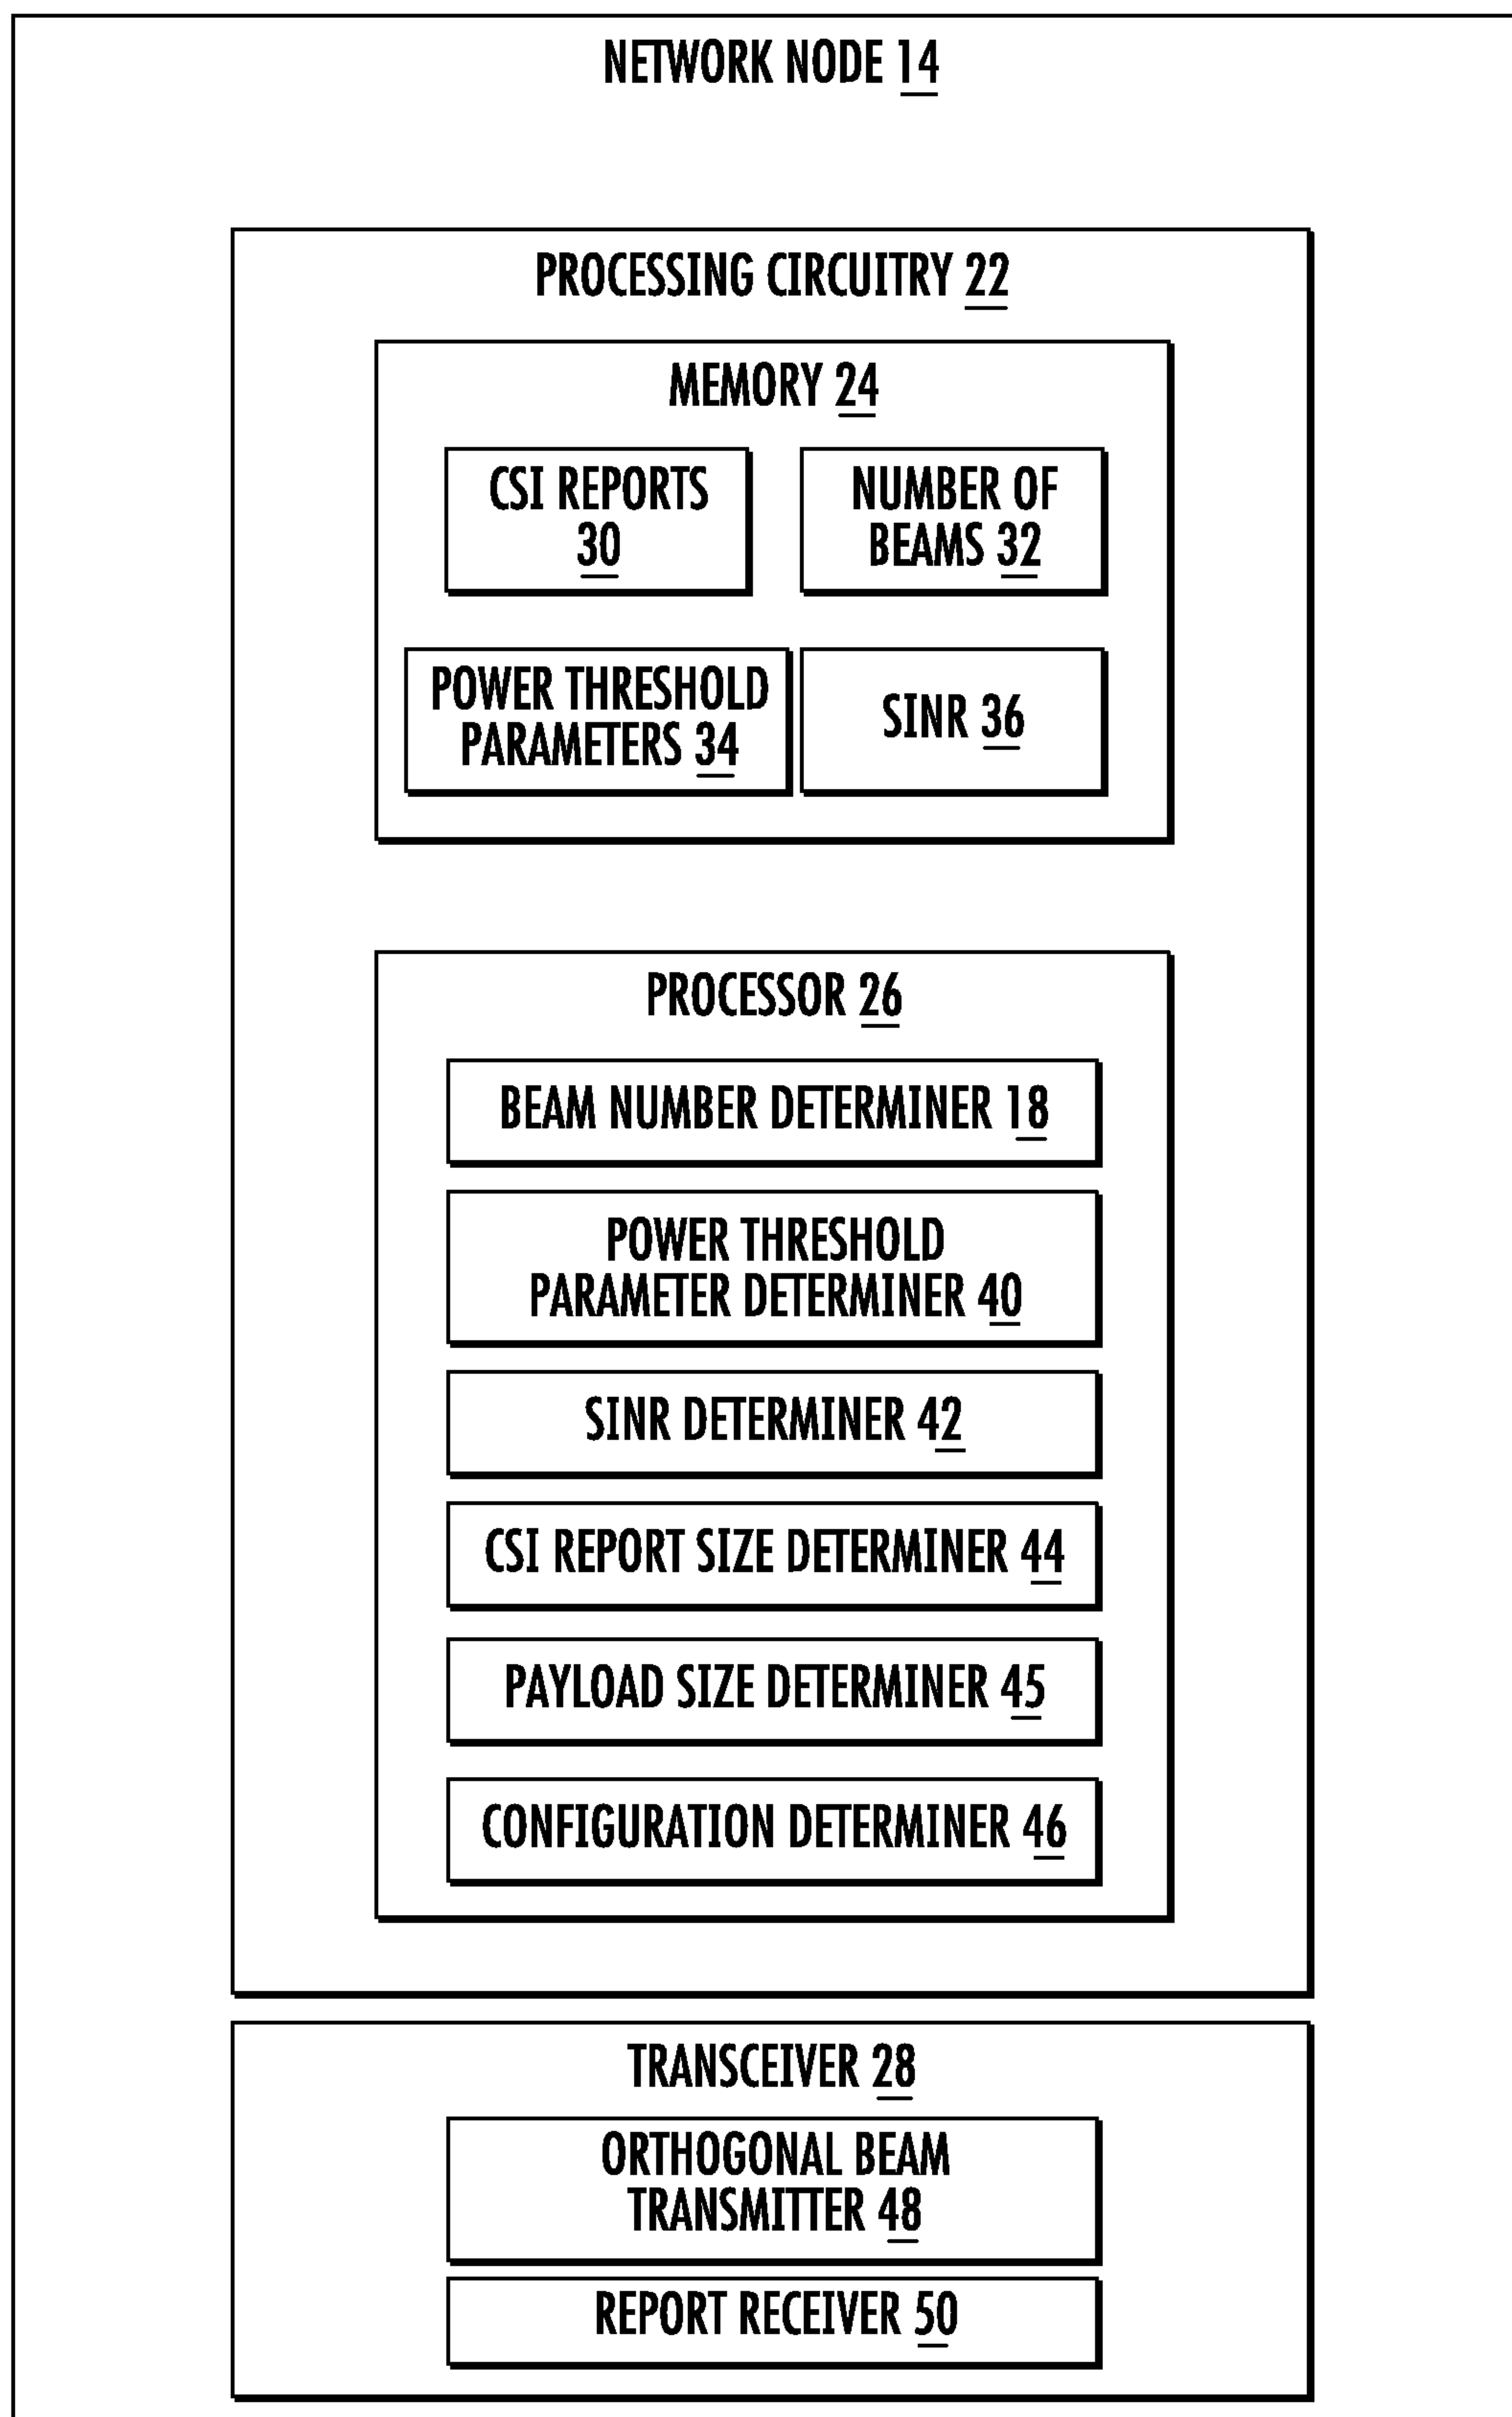 NETWORK NODE 14
PROCESSING CIRCUITRY 22
MEMORY 24
CSI REPORTS
30
NUMBER OF
BEAMS 32
POWER THRESHOLD
PARAMETERS 34
SINR 36
PROCESSOR 26
BEAM NUMBER DETERMINER 18
POWER THRESHOLD
PARAMETER DETERMINER 40
SINR DETERMINER 42
CSI REPORT SIZE DETERMINER 44
PAYLOAD SIZE DETERMINER 45
CONFIGURATION DETERMINER 46
TRANSCEIVER 28
ORTHOGONAL BEAM
TRANSMITTER 48
REPORT RECEIVER 50